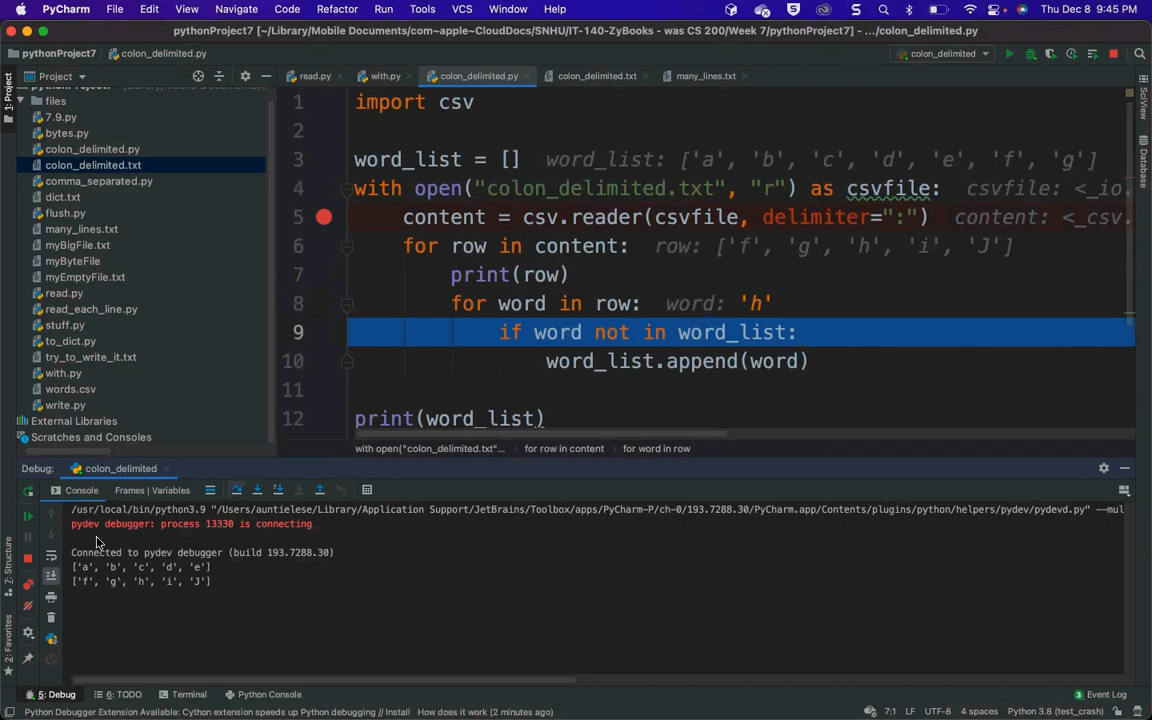 PyCharm File Edit View Navigate Code Refactor Run Tools VCS Window Help Thu Dec 8 9:45 PM
pythonProject7 [~/Library/Mobile Documents/com~apple~CloudDocs/SNHU/IT-140-ZyBooks - was CS 200/Week 7/pythonProject7] - .../colon_delimited.py
pythonProject7 colon_delimited.py colon_delimited
Project read.py with.py colon_delimited.py colon_delimited.txt many_lines.txt
1: Project
SciView
Database
files
7.9.py
bytes.py
colon_delimited.py
colon_delimited.txt
comma_separated.py
dict.txt
flush.py
many_lines.txt
myBigFile.txt
myByteFile
myEmptyFile.txt
read.py
read_each_line.py
stuff.py
to_dict.py
try_to_write_it.txt
with.py
words.csv
write.py
External Libraries
Scratches and Consoles
1 import csv
2
3 word_list = [] word_list: ['a', 'b', 'c', 'd', 'e', 'f', 'g']
4 with open("colon_delimited.txt", "r") as csvfile: csvfile: <_io.
5 content = csv.reader(csvfile, delimiter=":") content: <_csv.
6 for row in content: row: ['f', 'g', 'h', 'i', 'J']
7 print(row)
8 for word in row: word: 'h'
9 if word not in word_list:
10 word_list.append(word)
11
12 print(word_list)
with open("colon_delimited.txt"... for row in content for word in row
Debug: colon_delimited
Console Frames | Variables
/usr/local/bin/python3.9 "/Users/auntielese/Library/Application Support/JetBrains/Toolbox/apps/PyCharm-P/ch-0/193.7288.30/PyCharm.app/Contents/plugins/python/helpers/pydev/pydevd.py" --mul
pydev debugger: process 13330 is connecting
Connected to pydev debugger (build 193.7288.30)
['a', 'b', 'c', 'd', 'e']
['f', 'g', 'h', 'i', 'J']
Z: Structure
2: Favorites
5: Debug 6: TODO Terminal Python Console 3 Event Log
Python Debugger Extension Available: Cython extension speeds up Python debugging // Install How does it work (2 minutes ago) 7:1 LF UTF-8 4 spaces Python 3.8 (test_crash)